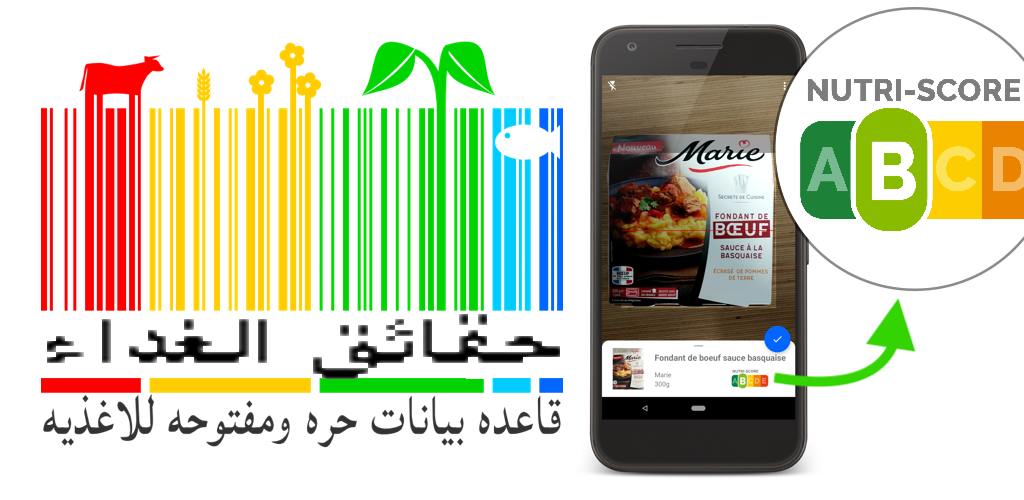 حقائق الغذاء
قاعده بيانات حره ومفتوحه للاغذيه
Nouveau
Marie
SECRETS DE CUISINE
FONDANT DE
BŒUF
SAUCE À LA
BASQUAISE
ÉCRASÉ DE POMMES
DE TERRE
Fondant de boeuf sauce basquaise
Marie
300g
NUTRI-SCORE
ABCDE
NUTRI-SCORE
A B C D